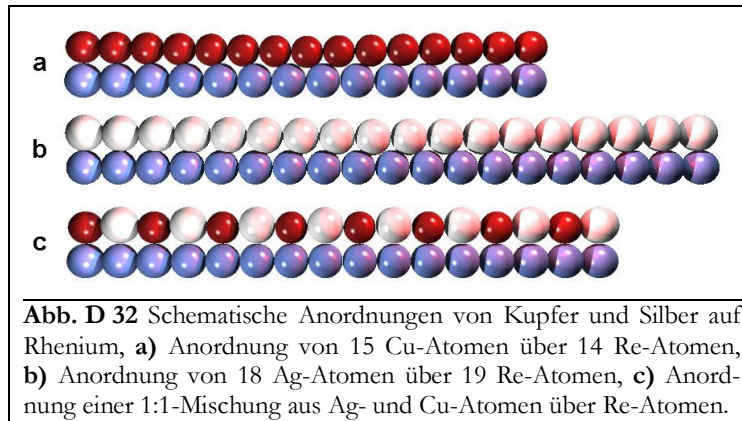 a
b
c
Abb. D 32 Schematische Anordnungen von Kupfer und Silber auf
Rhenium, a) Anordnung von 15 Cu-Atomen über 14 Re-Atomen,
b) Anordnung von 18 Ag-Atomen über 19 Re-Atomen, c) Anord-
nung einer 1:1-Mischung aus Ag- und Cu-Atomen über Re-Atomen.